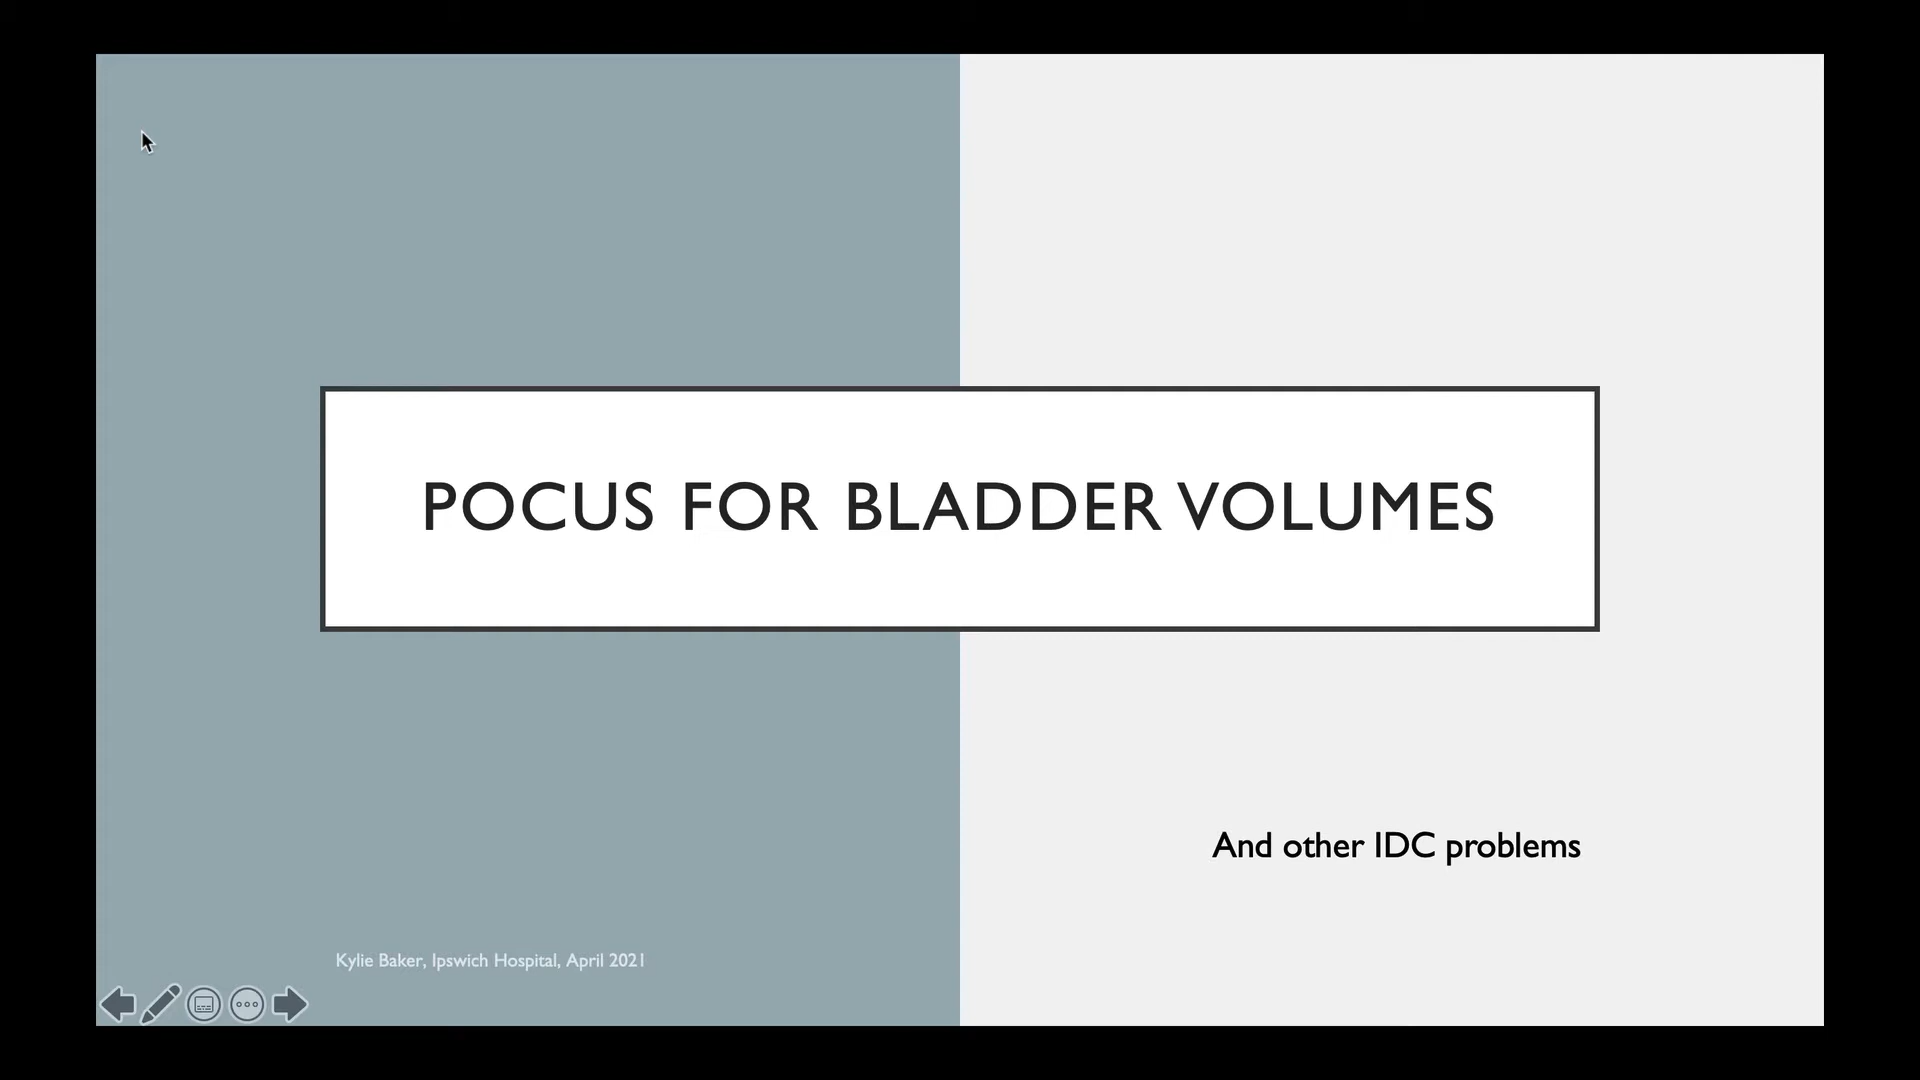 POCUS FOR BLADDER VOLUMES
And other IDC problems
Kylie Baker, Ipswich Hospital, April 2021